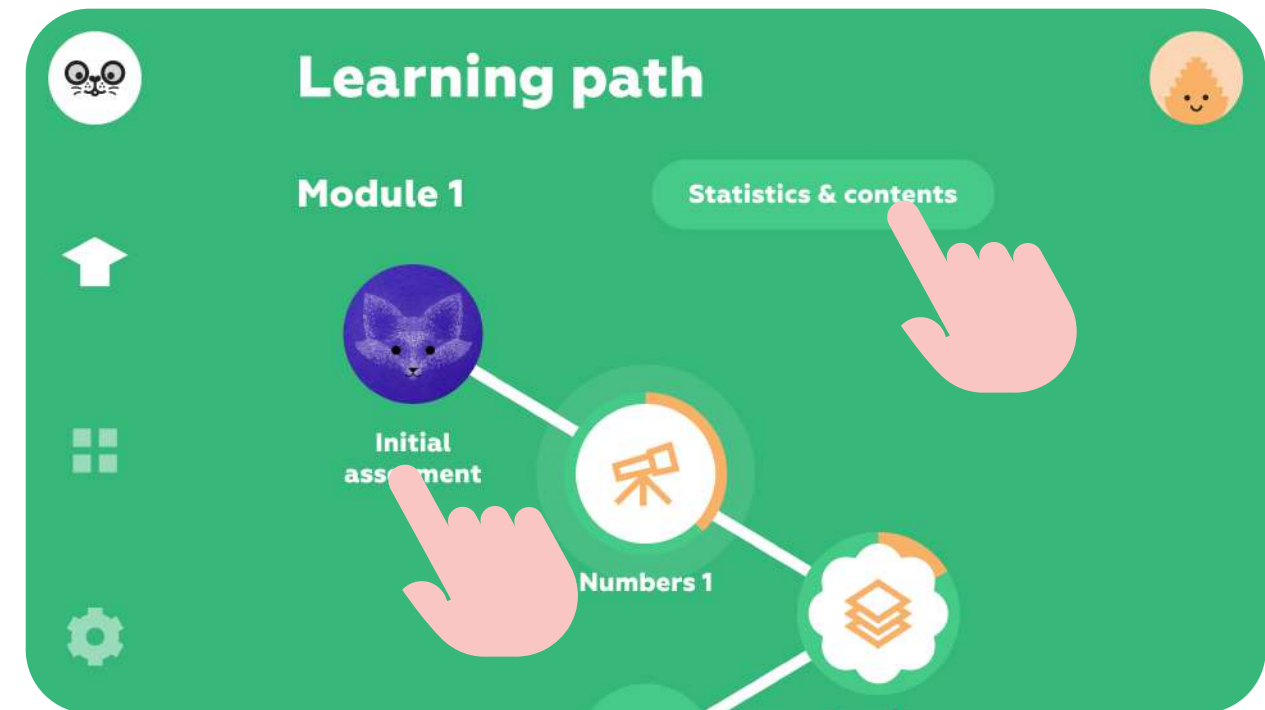 Learning path
Module 1
Statistics & contents
Initial
Numbers 1